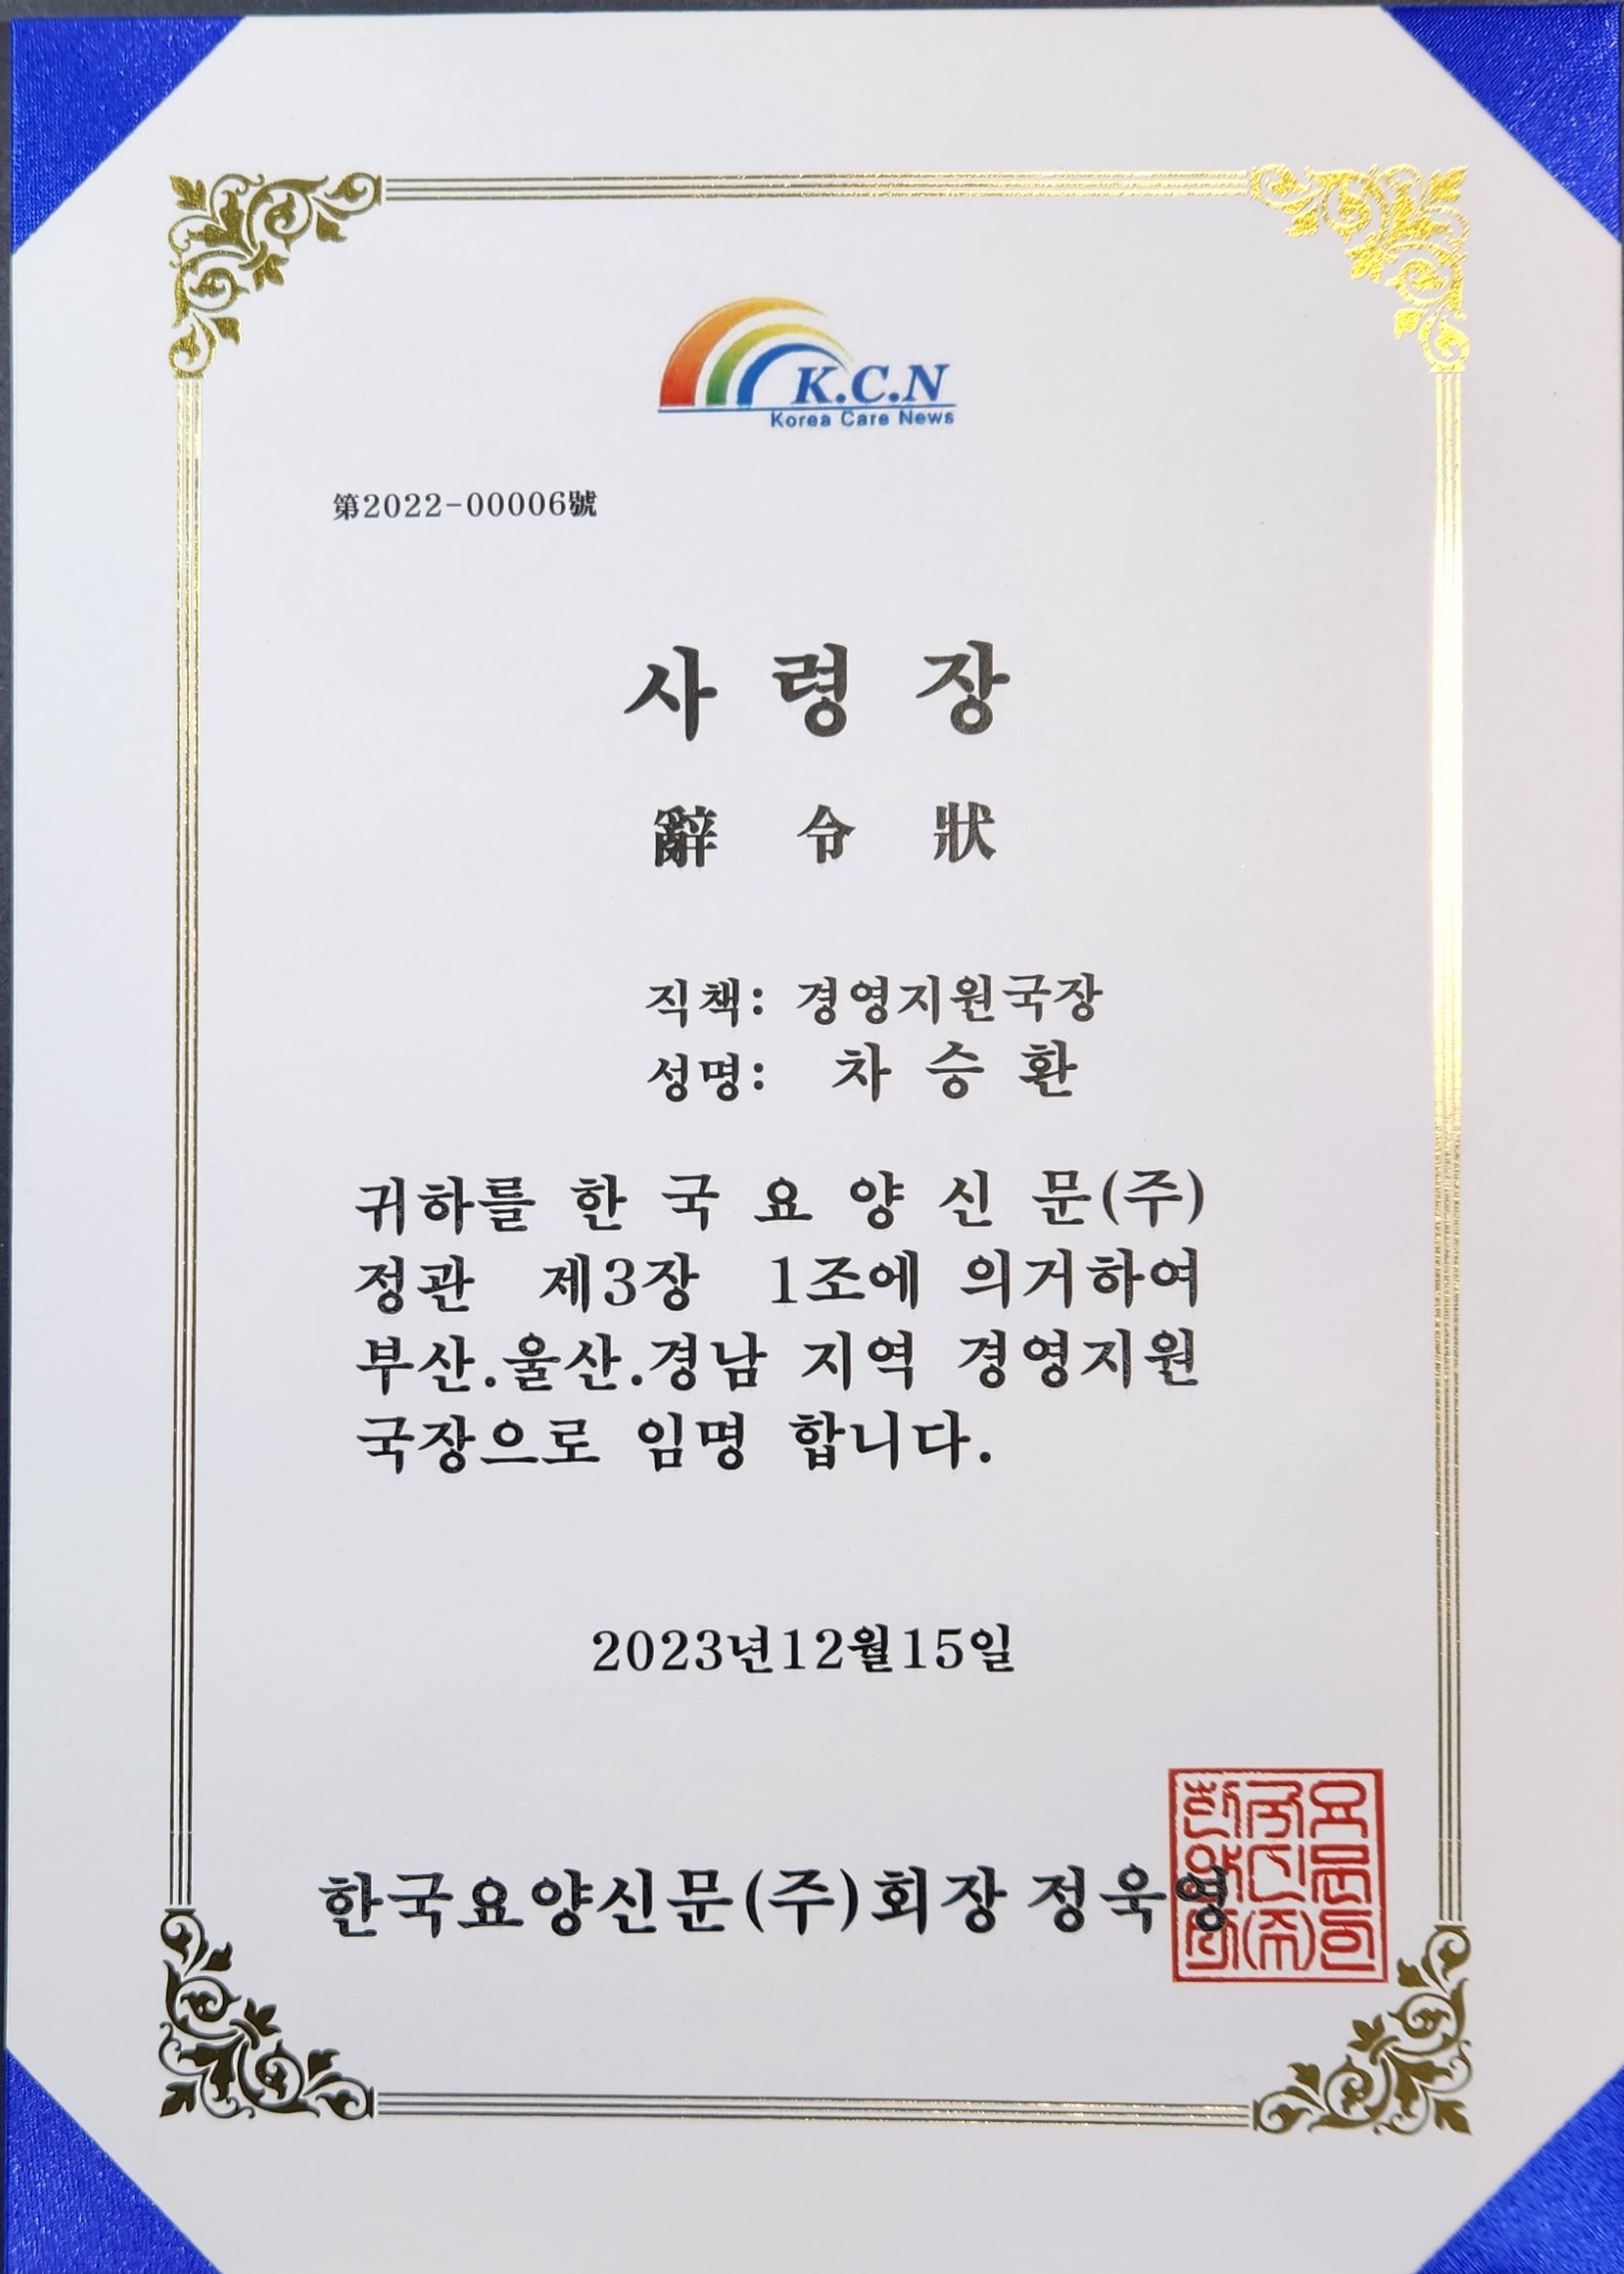 K.C.N
Korea Care News
第2022-00006號
사 령 장
辭 令 狀
직책: 경영지원국장
성명: 차 승 환
귀하를 한 국 요 양 신 문(주)
정관 제3장 1조에 의거하여
부산.울산.경남 지역 경영지원
국장으로 임명 합니다.
2023년12월15일
한국요양신문(주)회장 정욱영